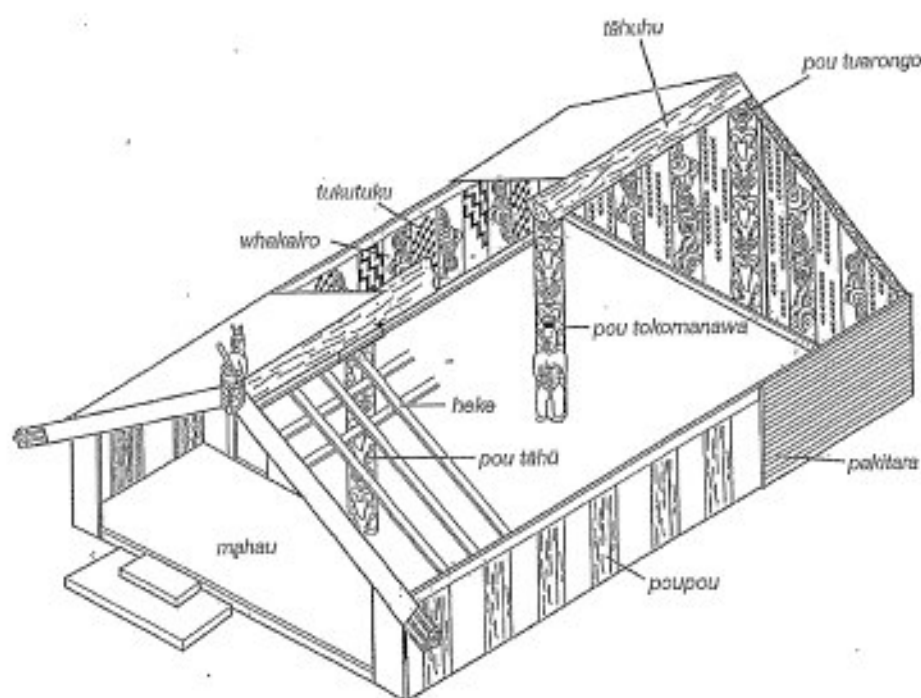 tāhuhu
pou tuarongo
tukutuku
whakairo
pou tokomanawa
heke
pou tāhū
pakitara
mahau
poupou